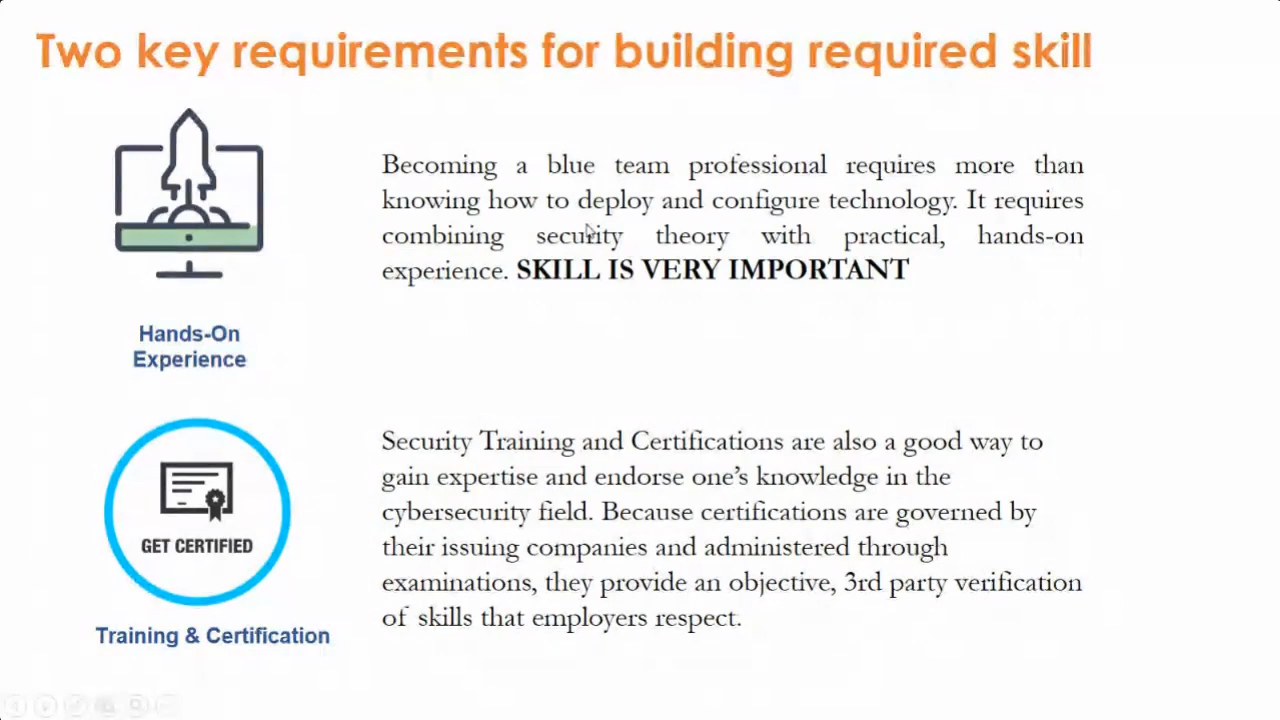 Two key requirements for building required skill
Becoming a blue team professional requires more than
knowing how to deploy and configure technology. It requires
combining security theory with practical, hands-on
experience. SKILL IS VERY IMPORTANT
Hands-On
Experience
Security Training and Certifications are also a good way to
gain expertise and endorse one’s knowledge in the
cybersecurity field. Because certifications are governed by
their issuing companies and administered through
examinations, they provide an objective, 3rd party verification
of skills that employers respect.
GET CERTIFIED
Training & Certification